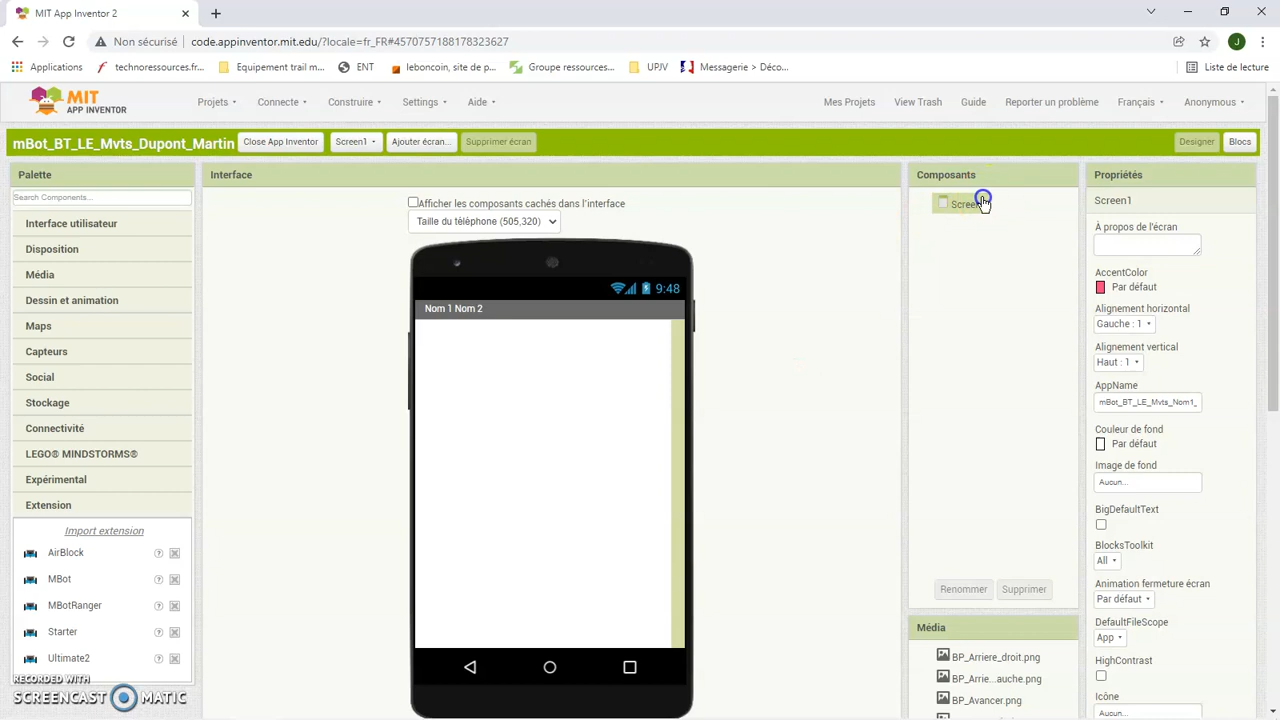 MIT App Inventor 2
Non sécurisé
code.appinventor.mit.edu/?locale=fr_FR#4570757188178323627
J
Applications
technoressources.fr...
Equipement trail m...
ENT
leboncoin, site de p...
Groupe ressources...
UPJV
Messagerie > Déco...
Liste de lecture
MIT
APP INVENTOR
Projets
Connecte
Construire
Settings
Aide
Mes Projets
View Trash
Guide
Reporter un problème
Français
Anonymous
mBot_BT_LE_Mvts_Dupont_Martin
Close App Inventor
Screen1
Ajouter écran...
Supprimer écran
Designer
Blocs
Palette
Search Components...
Interface utilisateur
Disposition
Média
Dessin et animation
Maps
Capteurs
Social
Stockage
Connectivité
LEGO® MINDSTORMS®
Expérimental
Extension
Import extension
AirBlock
MBot
MBotRanger
Starter
Ultimate2
RECORDED WITH
SCREENCAST MATIC
Interface
Afficher les composants cachés dans l'interface
Taille du téléphone (505,320)
9:48
Nom 1 Nom 2
Composants
Renommer
Supprimer
Média
BP_Arriere_droit.png
BP_Arrie...auche.png
BP_Avancer.png
Propriétés
Screen1
À propos de l'écran
AccentColor
Par défaut
Alignement horizontal
Gauche : 1
Alignement vertical
Haut : 1
AppName
mBot_BT_LE_Mvts_Nom1_
Couleur de fond
Par défaut
Image de fond
Aucun...
BigDefaultText
BlocksToolkit
All
Animation fermeture écran
Par défaut
DefaultFileScope
App
HighContrast
Icône
Aucun...